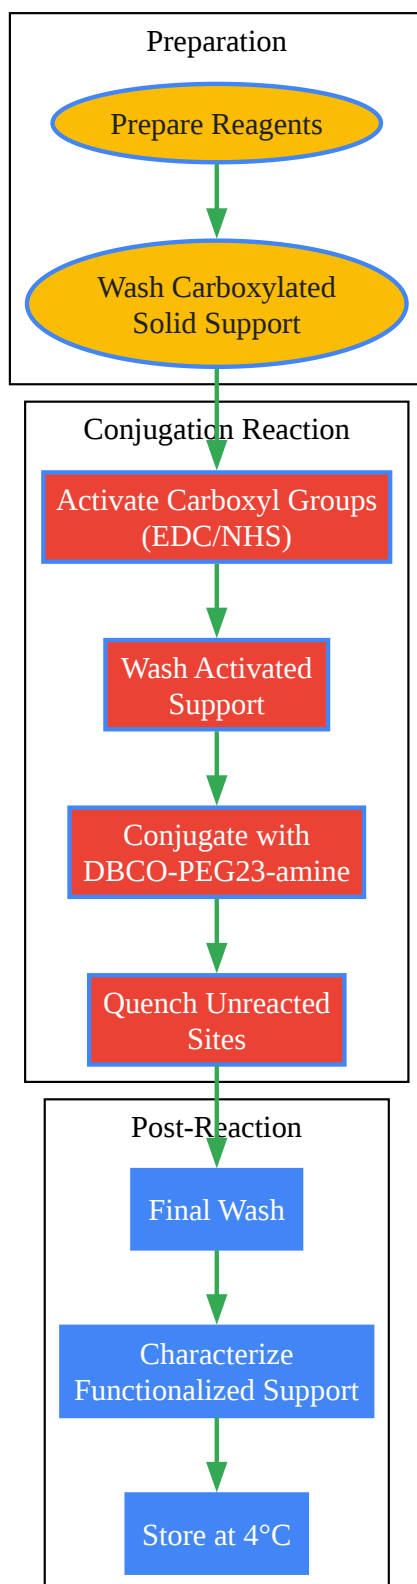 Preparation
Prepare Reagents
Wash Carboxylated
Solid Support
Conjugation Reaction
Activate Carboxyl Groups
(EDC/NHS)
Wash Activated
Support
Conjugate with
DBCO-PEG23-amine
Quench Unreacted
Sites
Post-Reaction
Final Wash
Characterize
Functionalized Support
Store at 4°C